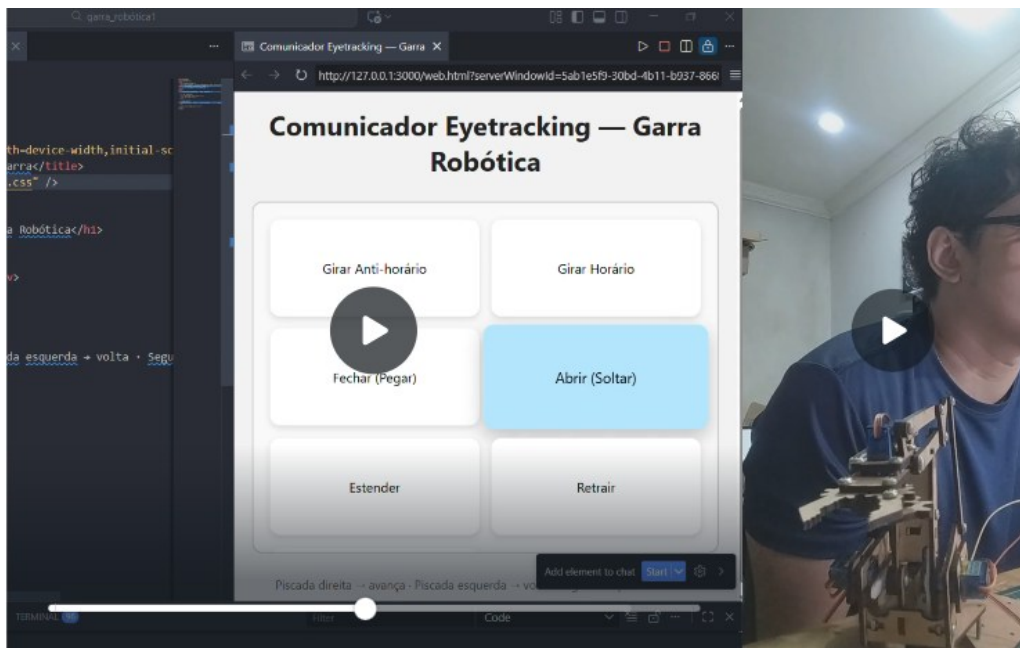 garra_robótica1
Comunicador Eyetracking — Garra
http://127.0.0.1:3000/web.html?serverWindowId=5ab1e5f9-30bd-4b11-b937-866
th=device-width,initial-sc
arra</title>
.css" />
a Robótica</h1>
v>
da esquerda → volta · Segu
Comunicador Eyetracking — Garra
Robótica
Girar Anti-horário
Girar Horário
Fechar (Pegar)
Abrir (Soltar)
Estender
Retrair
Add element to chat Start
Piscada direita → avança · Piscada esquerda → vo
TERMINAL
Filter
Code